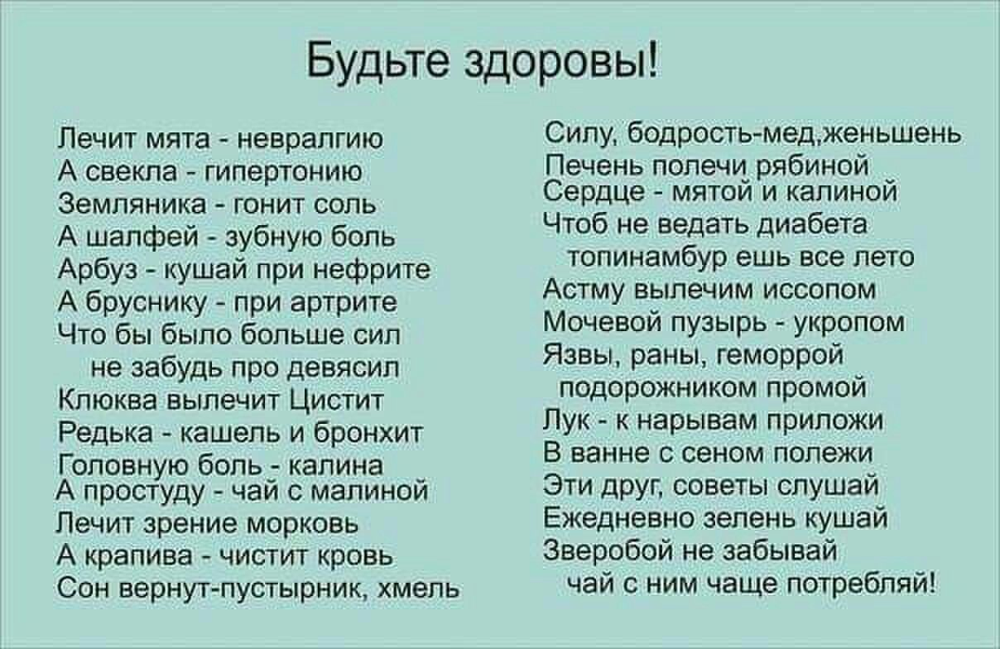 Будьте здоровы!
Лечит мята - невралгию
А свекла - гипертонию
Земляника - гонит соль
А шалфей - зубную боль
Арбуз - кушай при нефрите
А бруснику - при артрите
Что бы было больше сил
не забудь про девясил
Клюква вылечит Цистит
Редька - кашель и бронхит
Головную боль - калина
А простуду - чай с малиной
Лечит зрение морковь
А крапива - чистит кровь
Сон вернут-пустырник, хмель
Силу, бодрость-мед,женьшень
Печень полечи рябиной
Сердце - мятой и калиной
Чтоб не ведать диабета
топинамбур ешь все лето
Астму вылечим иссопом
Мочевой пузырь - укропом
Язвы, раны, геморрой
подорожником промой
Лук - к нарывам приложи
В ванне с сеном полежи
Эти друг, советы слушай
Ежедневно зелень кушай
Зверобой не забывай
чай с ним чаще потребляй!